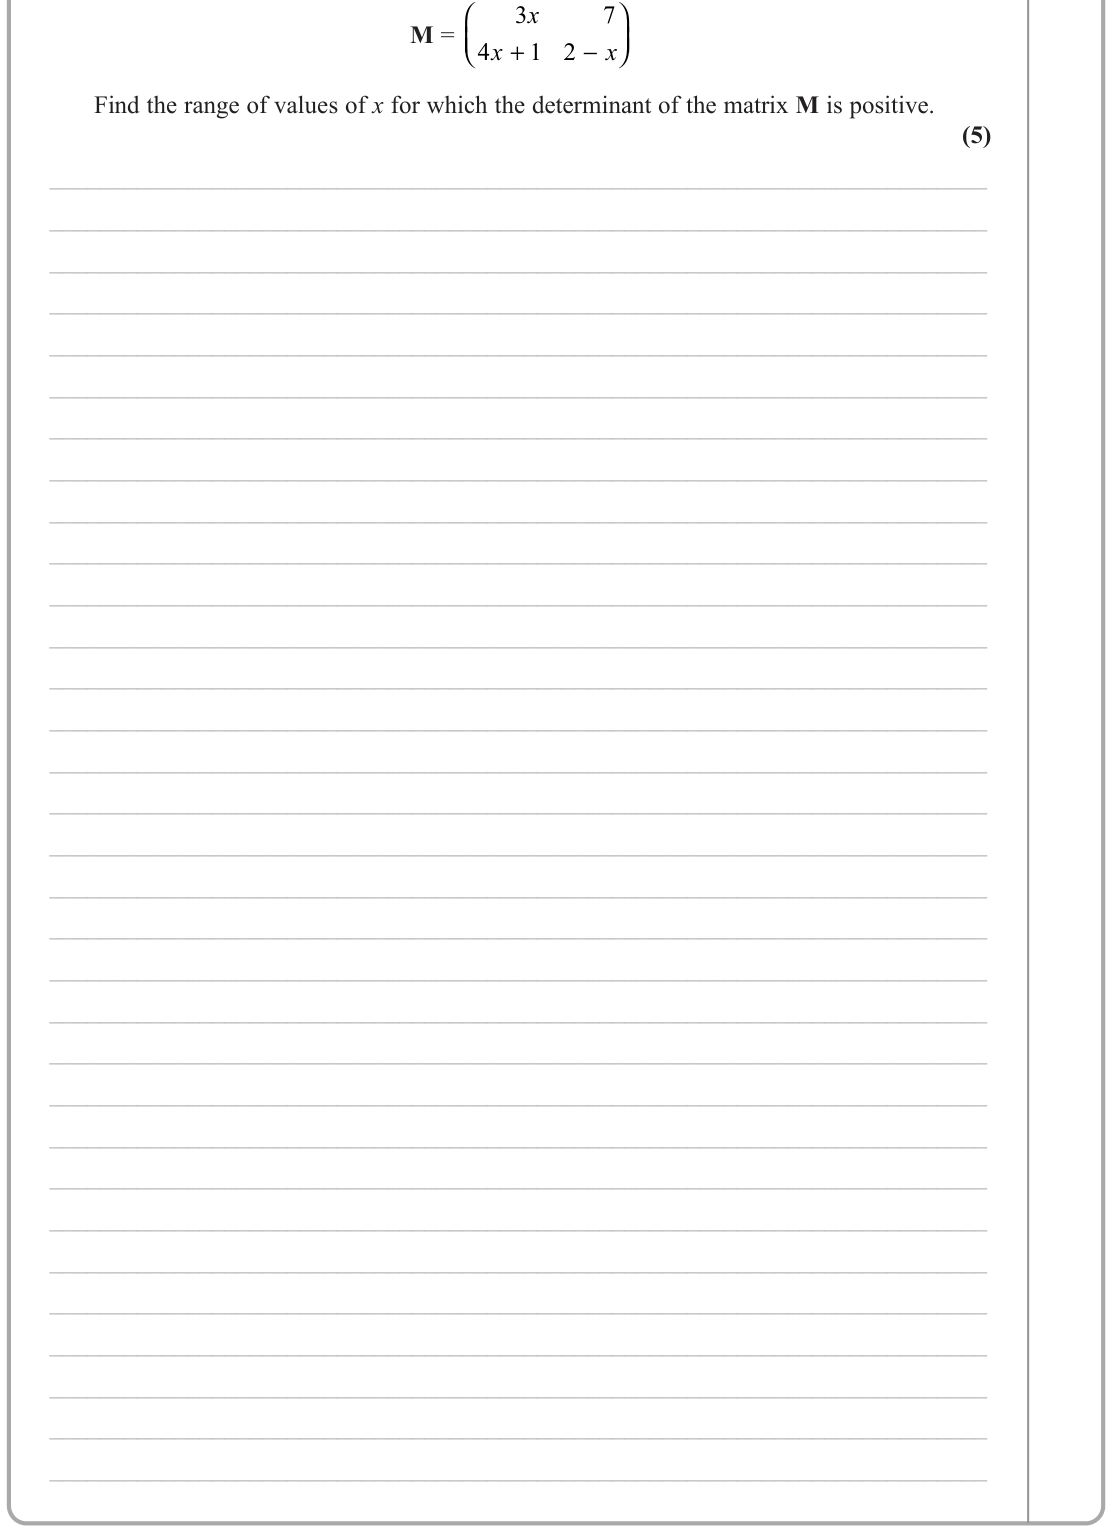 M = ( 3x 7
4x + 1 2 − x )
Find the range of values of x for which the determinant of the matrix M is positive.
(5)